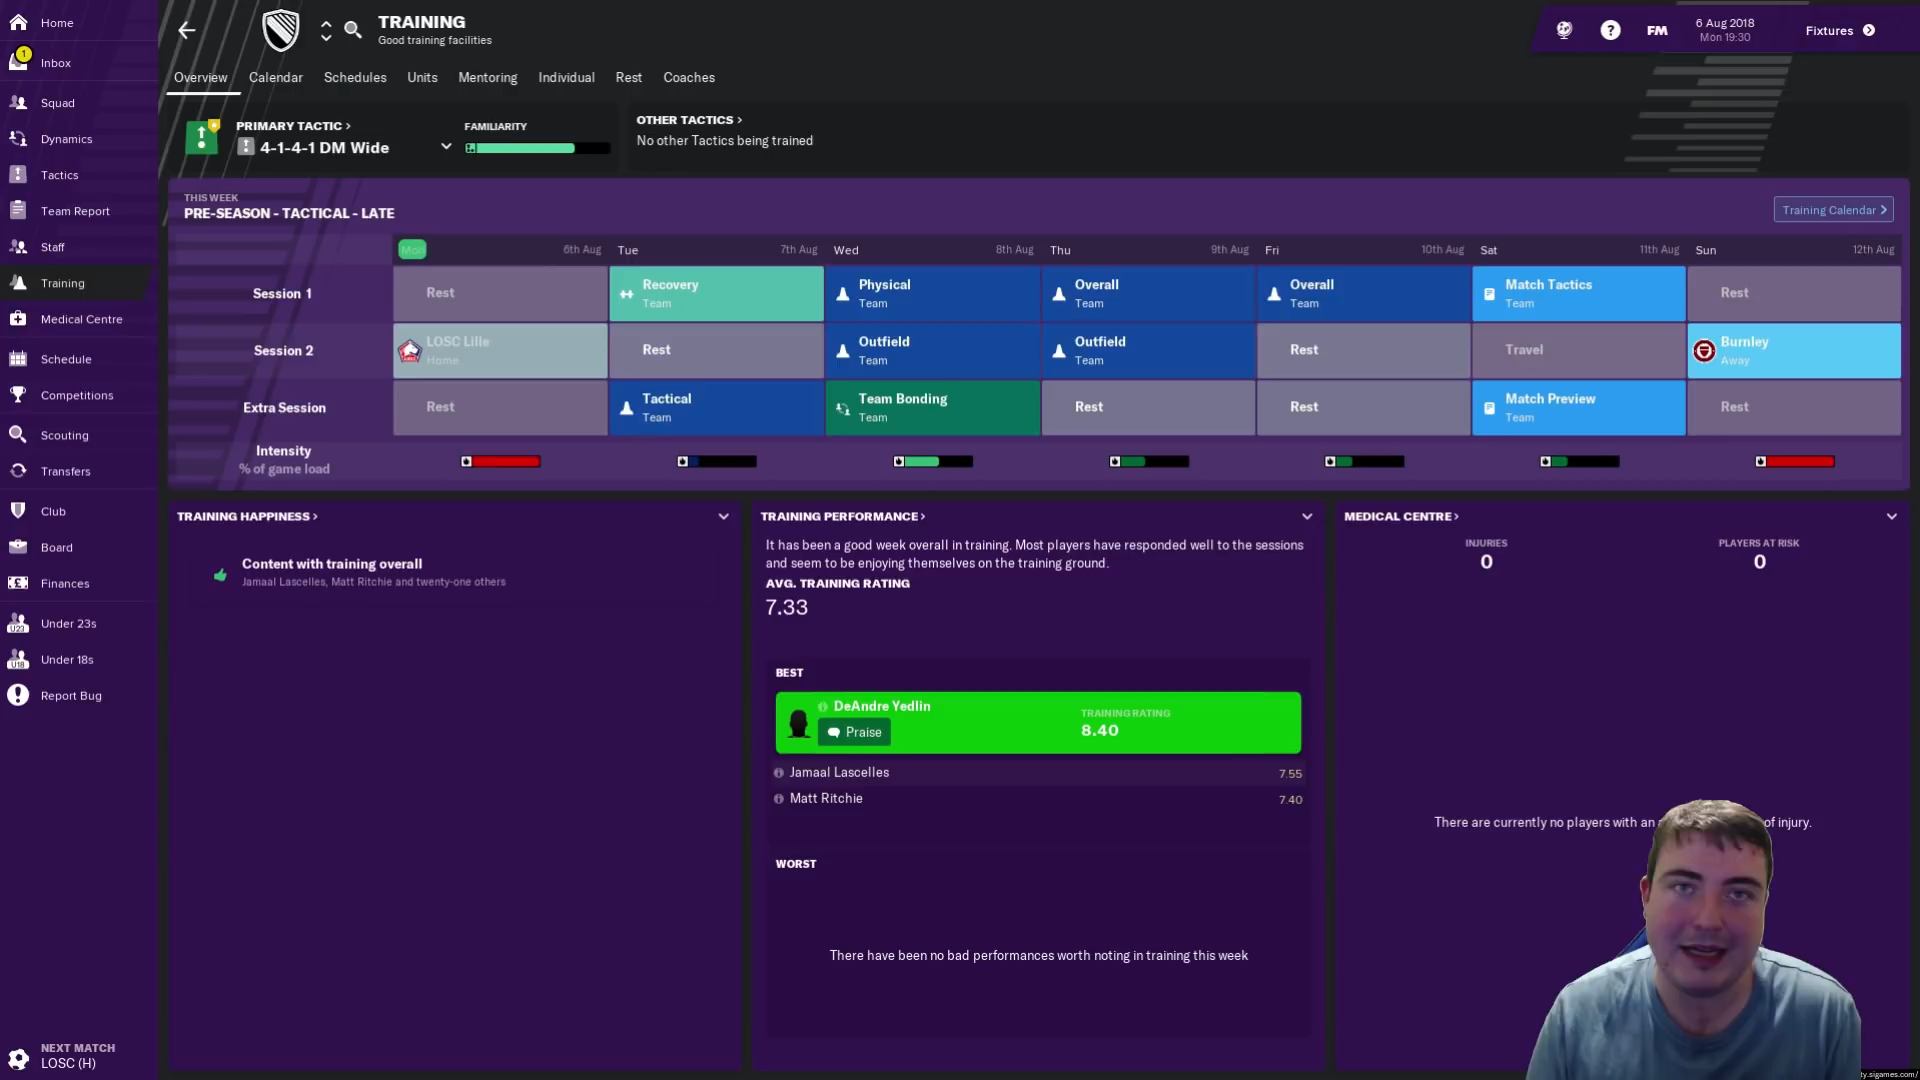 Home
1
Inbox
Squad
Dynamics
Tactics
Team Report
Staff
Training
Medical Centre
Schedule
Competitions
Scouting
Transfers
Club
Board
Finances
U23
Under 23s
U18
Under 18s
Report Bug
NEXT MATCH
LOSC (H)
TRAINING
Good training facilities
?
FM
6 Aug 2018
Mon 19:30
Fixtures
Overview Calendar Schedules Units Mentoring Individual Rest Coaches
PRIMARY TACTIC >
4-1-4-1 DM Wide
FAMILIARITY
OTHER TACTICS >
No other Tactics being trained
THIS WEEK
PRE-SEASON - TACTICAL - LATE
Training Calendar >
Mon 6th Aug Tue 7th Aug Wed 8th Aug Thu 9th Aug Fri 10th Aug Sat 11th Aug Sun 12th Aug
Session 1
Rest
Recovery
Team
Physical
Team
Overall
Team
Overall
Team
Match Tactics
Team
Rest
Session 2
LOSC Lille
Home
Rest
Outfield
Team
Outfield
Team
Rest
Travel
Burnley
Away
Extra Session
Rest
Tactical
Team
Team Bonding
Team
Rest
Rest
Match Preview
Team
Rest
Intensity
% of game load
TRAINING HAPPINESS >
Content with training overall
Jamaal Lascelles, Matt Ritchie and twenty-one others
TRAINING PERFORMANCE >
It has been a good week overall in training. Most players have responded well to the sessions
and seem to be enjoying themselves on the training ground.
AVG. TRAINING RATING
7.33
BEST
DeAndre Yedlin
Praise
TRAINING RATING
8.40
Jamaal Lascelles 7.55
Matt Ritchie 7.40
WORST
There have been no bad performances worth noting in training this week
MEDICAL CENTRE >
INJURIES
0
PLAYERS AT RISK
0
There are currently no players with an of injury.
ty.sigames.com/